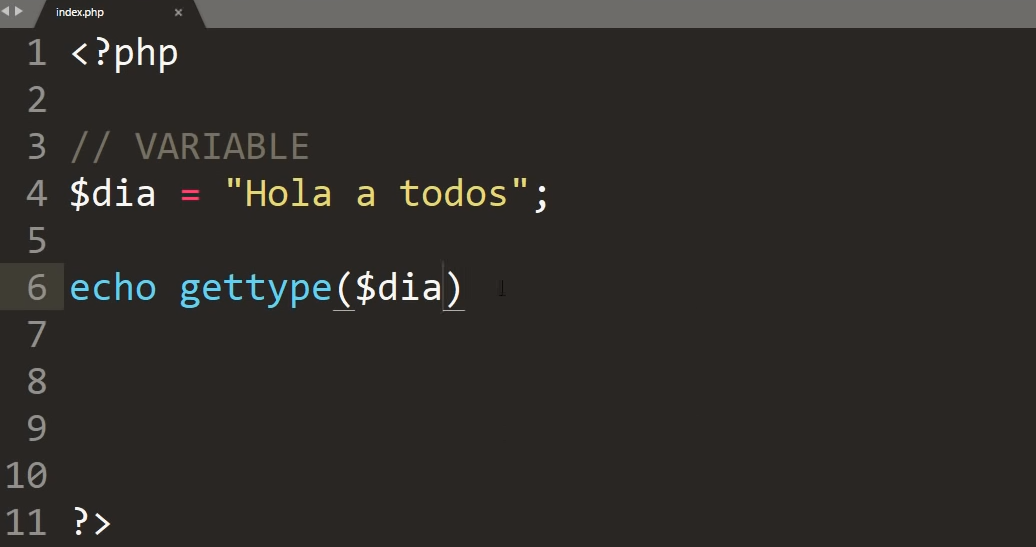 index.php ×
1 <?php
2
3 // VARIABLE
4 $dia = "Hola a todos";
5
6 echo gettype($dia)
7
8
9
10
11 ?>